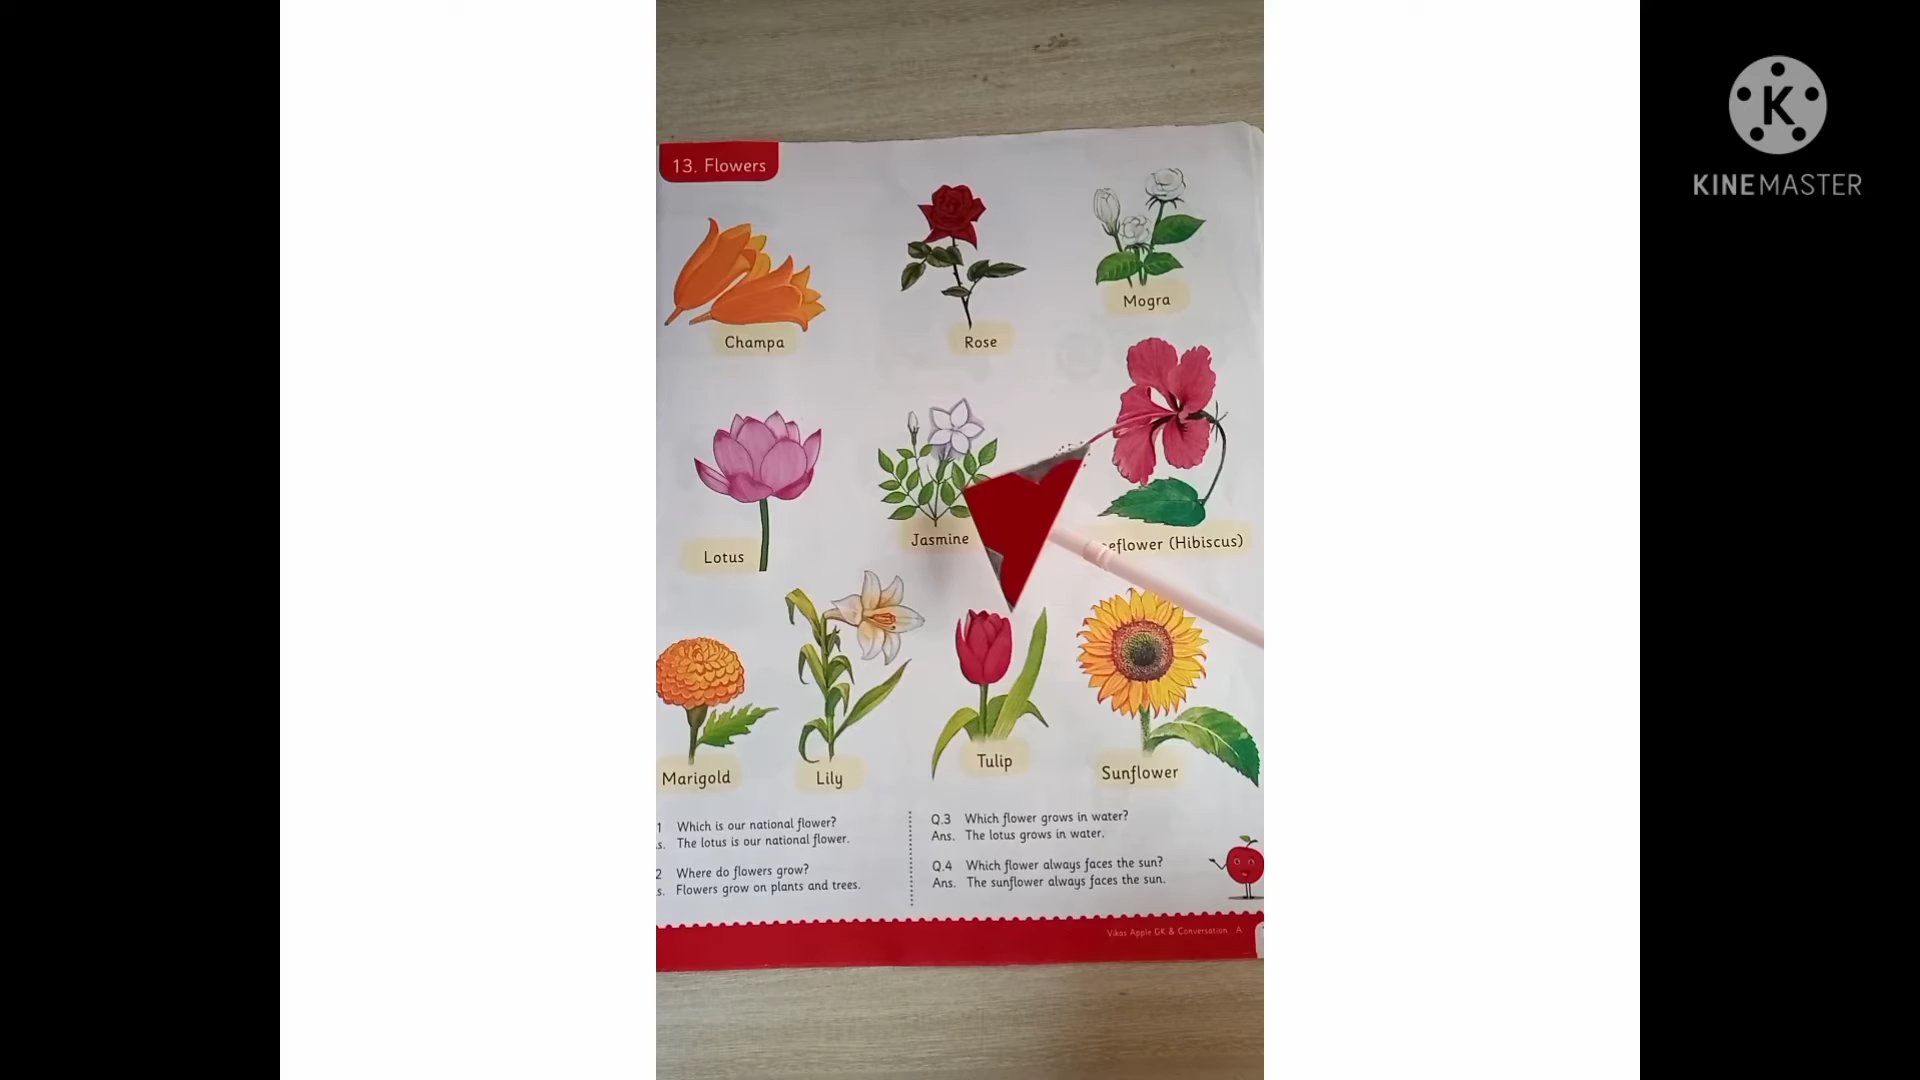 13. Flowers
Champa
Rose
Mogra
Lotus
Jasmine
eflower (Hibiscus)
Marigold
Lily
Tulip
Sunflower
1 Which is our national flower?
s. The lotus is our national flower.
2 Where do flowers grow?
s. Flowers grow on plants and trees.
Q.3 Which flower grows in water?
Ans. The lotus grows in water.
Q.4 Which flower always faces the sun?
Ans. The sunflower always faces the sun.
Vikas Apple GK & Conversation A
K
KINEMASTER